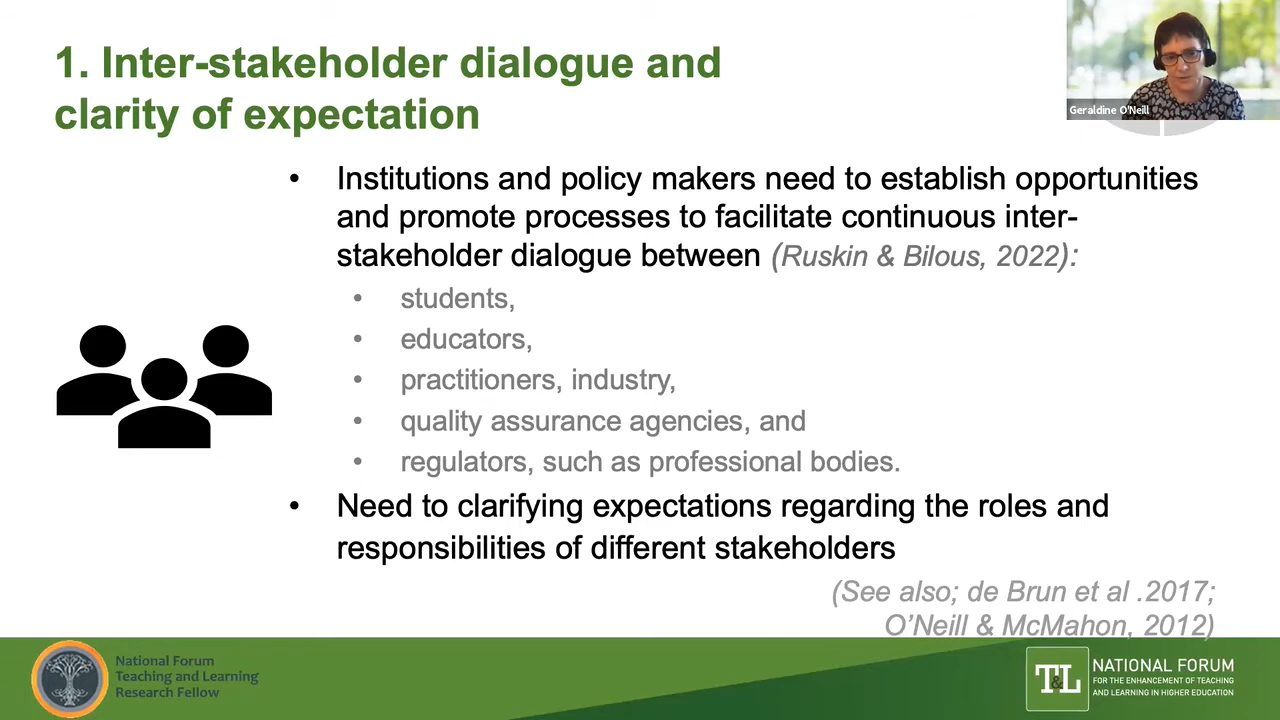 1. Inter-stakeholder dialogue and
clarity of expectation
Geraldine O'Neill
• Institutions and policy makers need to establish opportunities
and promote processes to facilitate continuous inter-
stakeholder dialogue between (Ruskin & Bilous, 2022):
• students,
• educators,
• practitioners, industry,
• quality assurance agencies, and
• regulators, such as professional bodies.
• Need to clarifying expectations regarding the roles and
responsibilities of different stakeholders
(See also; de Brun et al .2017;
O'Neill & McMahon, 2012)
National Forum
Teaching and Learning
Research Fellow
T&L
NATIONAL FORUM
FOR THE ENHANCEMENT OF TEACHING
AND LEARNING IN HIGHER EDUCATION